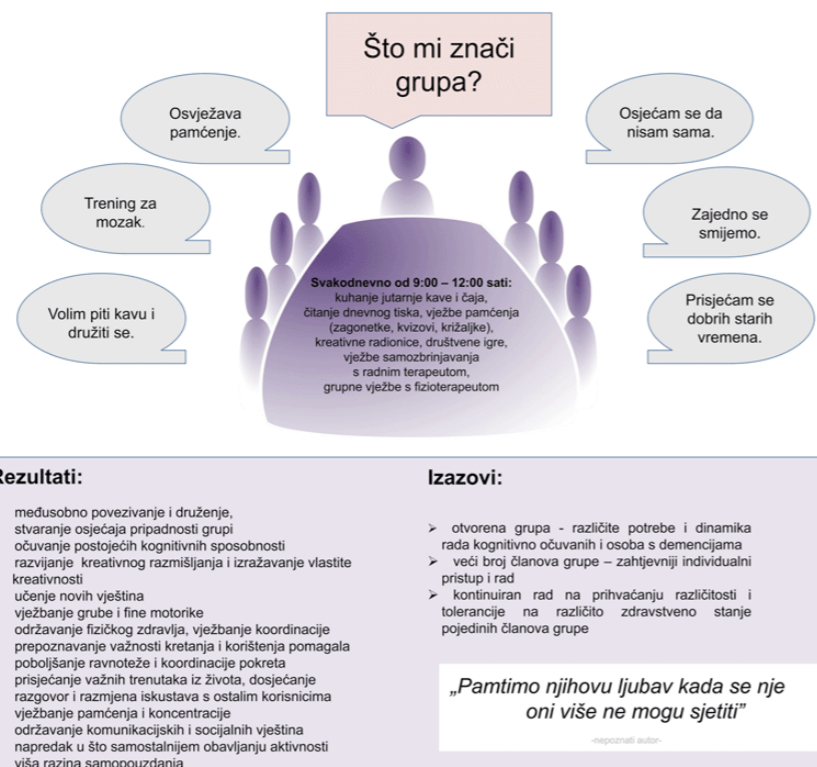 Što mi znači
grupa?
Osvježava
pamćenje.
Trening za
mozak.
Volim piti kavu i
družiti se.
Osjećam se da
nisam sama.
Zajedno se
smijemo.
Prisjećam se
dobrih starih
vremena.
Svakodnevno od 9:00 – 12:00 sati:
kuhanje jutarnje kave i čaja,
čitanje dnevnog tiska, vježbe pamćenja
(zagonetke, kvizovi, križaljke),
kreativne radionice, društvene igre,
vježbe samozbrinjavanja
s radnim terapeutom,
grupne vježbe s fizioterapeutom
Rezultati:
međusobno povezivanje i druženje,
stvaranje osjećaja pripadnosti grupi
očuvanje postojećih kognitivnih sposobnosti
razvijanje kreativnog razmišljanja i izražavanje vlastite
kreativnosti
učenje novih vještina
vježbanje grube i fine motorike
održavanje fizičkog zdravlja, vježbanje koordinacije
prepoznavanje važnosti kretanja i korištenja pomagala
poboljšanje ravnoteže i koordinacije pokreta
prisjećanje važnih trenutaka iz života, dosjećanje
razgovor i razmjena iskustava s ostalim korisnicima
vježbanje pamćenja i koncentracije
održavanje komunikacijskih i socijalnih vještina
napredak u što samostalnijem obavljanju aktivnosti
viša razina samopouzdanja
Izazovi:
➢ otvorena grupa - različite potrebe i dinamika
rada kognitivno očuvanih i osoba s demencijama
➢ veći broj članova grupe – zahtjevniji individualni
pristup i rad
➢ kontinuiran rad na prihvaćanju različitosti i
tolerancije na različito zdravstveno stanje
pojedinih članova grupe
„Pamtimo njihovu ljubav kada se nje
oni više ne mogu sjetiti”
-nepoznati autor-